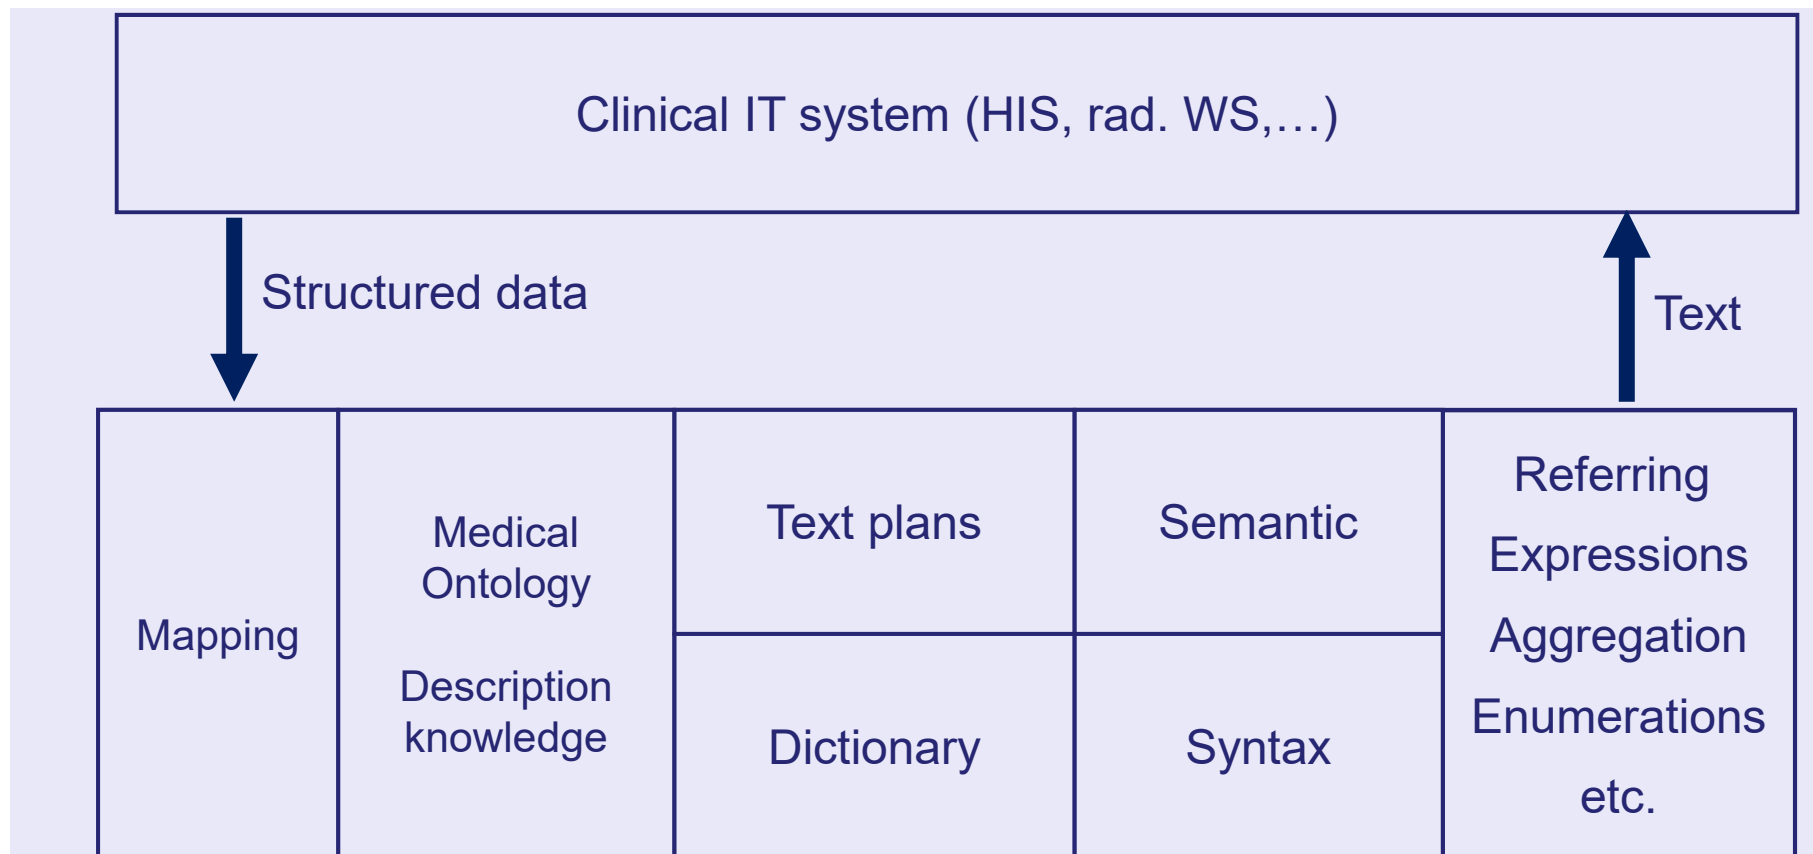 Clinical IT system (HIS, rad. WS,…)
Structured data
Text
Mapping
Medical
Ontology
Description
knowledge
Text plans
Semantic
Dictionary
Syntax
Referring
Expressions
Aggregation
Enumerations
etc.